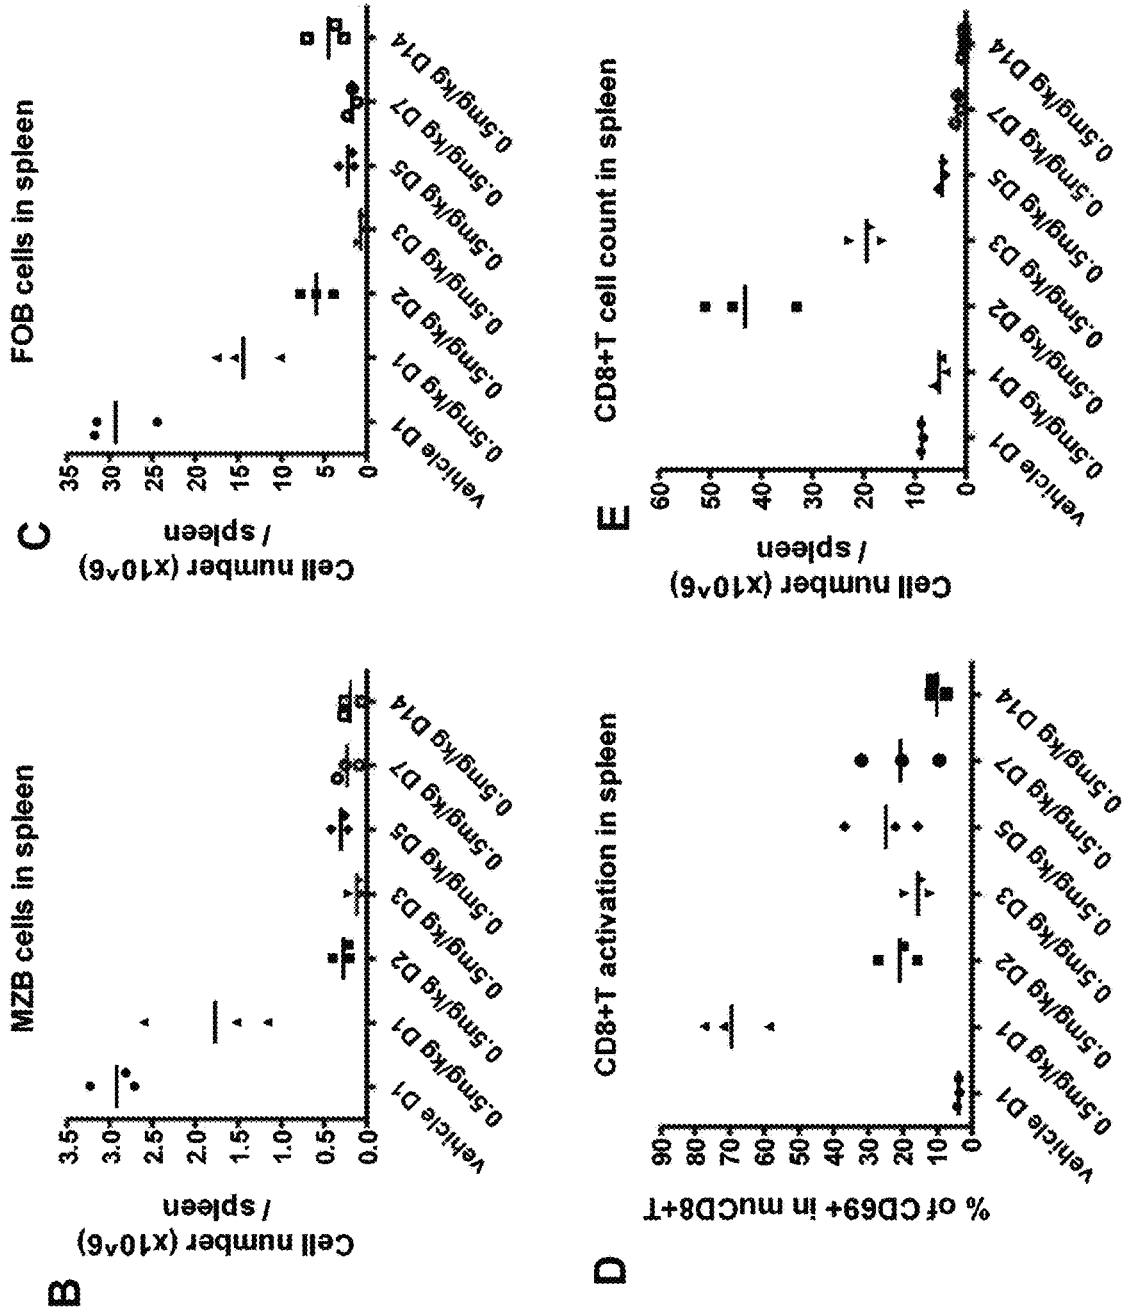 B
MZB cells in spleen
Cell number (x10^6)
/ spleen
3.5
3.0
2.5
2.0
1.5
1.0
0.5
0.0
vehicle D1
0.5mg/kg D1
0.5mg/kg D2
0.5mg/kg D3
0.5mg/kg D5
0.5mg/kg D7
0.5mg/kg D14
C
FOB cells in spleen
Cell number (x10^6)
/ spleen
35
30
25
20
15
10
5
0
vehicle D1
0.5mg/kg D1
0.5mg/kg D2
0.5mg/kg D3
0.5mg/kg D5
0.5mg/kg D7
0.5mg/kg D14
D
CD8+T activation in spleen
% of CD69+ in muCD8+T
90
80
70
60
50
40
30
20
10
0
vehicle D1
0.5mg/kg D1
0.5mg/kg D2
0.5mg/kg D3
0.5mg/kg D5
0.5mg/kg D7
0.5mg/kg D14
E
CD8+T cell count in spleen
Cell number (x10^6)
/ spleen
60
50
40
30
20
10
0
vehicle D1
0.5mg/kg D1
0.5mg/kg D2
0.5mg/kg D3
0.5mg/kg D5
0.5mg/kg D7
0.5mg/kg D14